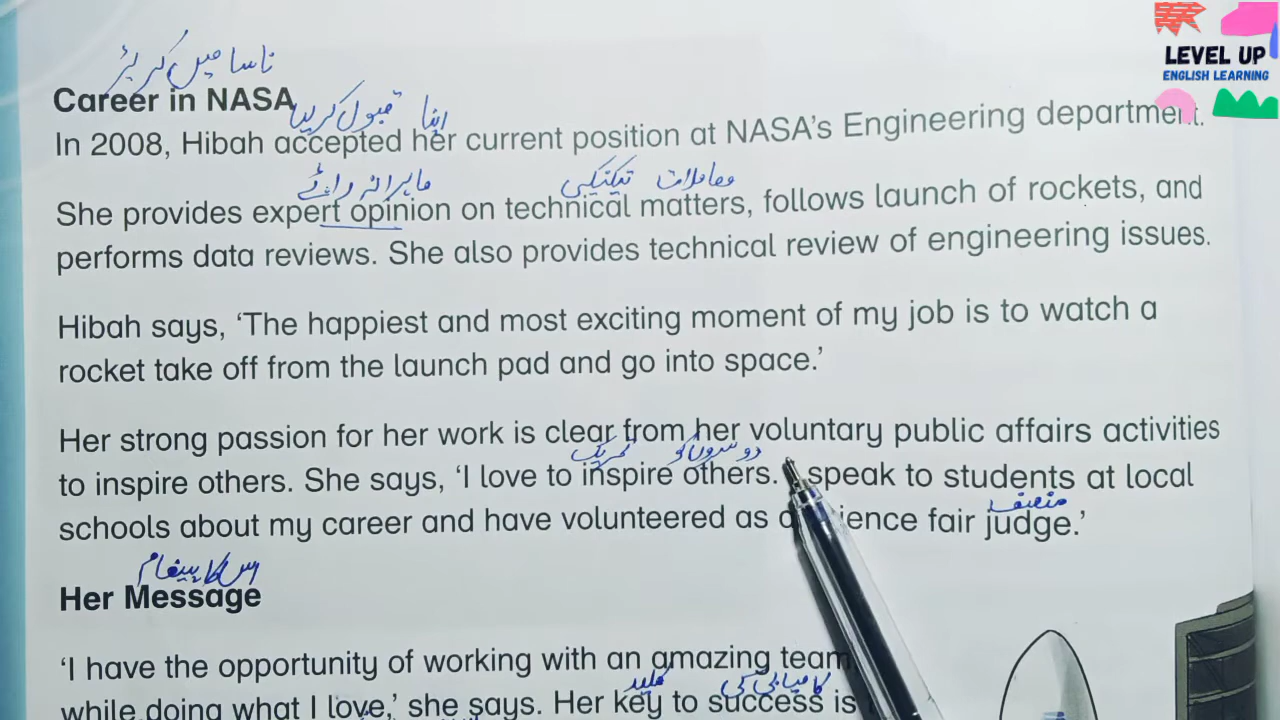 LEVEL UP
ENGLISH LEARNING
ناسا میں کریئر
Career in NASA
اپنا قبول کر لیا
In 2008, Hibah accepted her current position at NASA's Engineering department.
ماہرانہ رائے تیکنیکی معاملات
She provides expert opinion on technical matters, follows launch of rockets, and
performs data reviews. She also provides technical review of engineering issues.
Hibah says, 'The happiest and most exciting moment of my job is to watch a
rocket take off from the launch pad and go into space.'
Her strong passion for her work is clear from her voluntary public affairs activities
تحریک دوسروں کو
to inspire others. She says, 'I love to inspire others. speak to students at local
منصف
schools about my career and have volunteered as fair judge.'
اس کا پیغام
Her Message
'I have the opportunity of working with an amazing team
کلید کامیابی کی
while doing what I love,' she says. Her key to success is